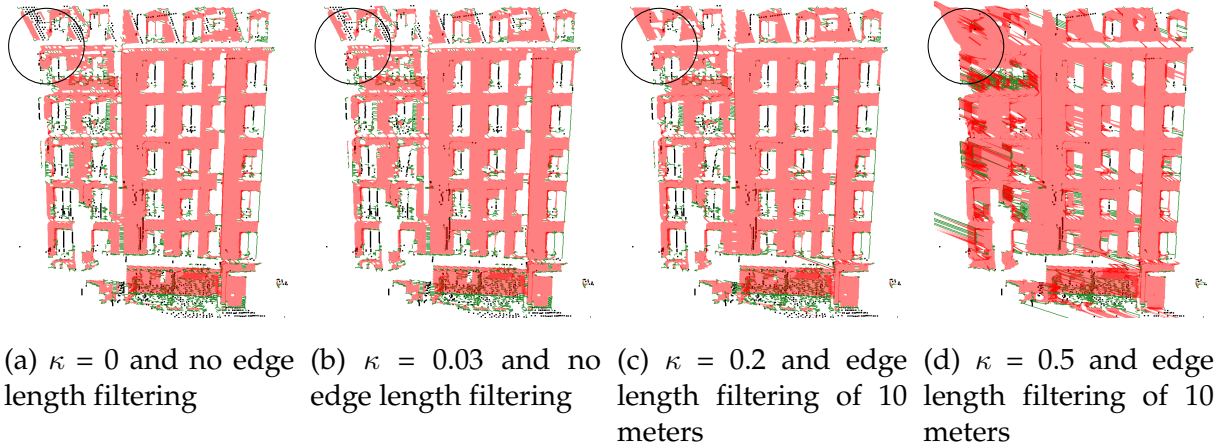 (a) κ = 0 and no edge
length filtering
(b) κ = 0.03 and no
edge length filtering
(c) κ = 0.2 and edge
length filtering of 10
meters
(d) κ = 0.5 and edge
length filtering of 10
meters